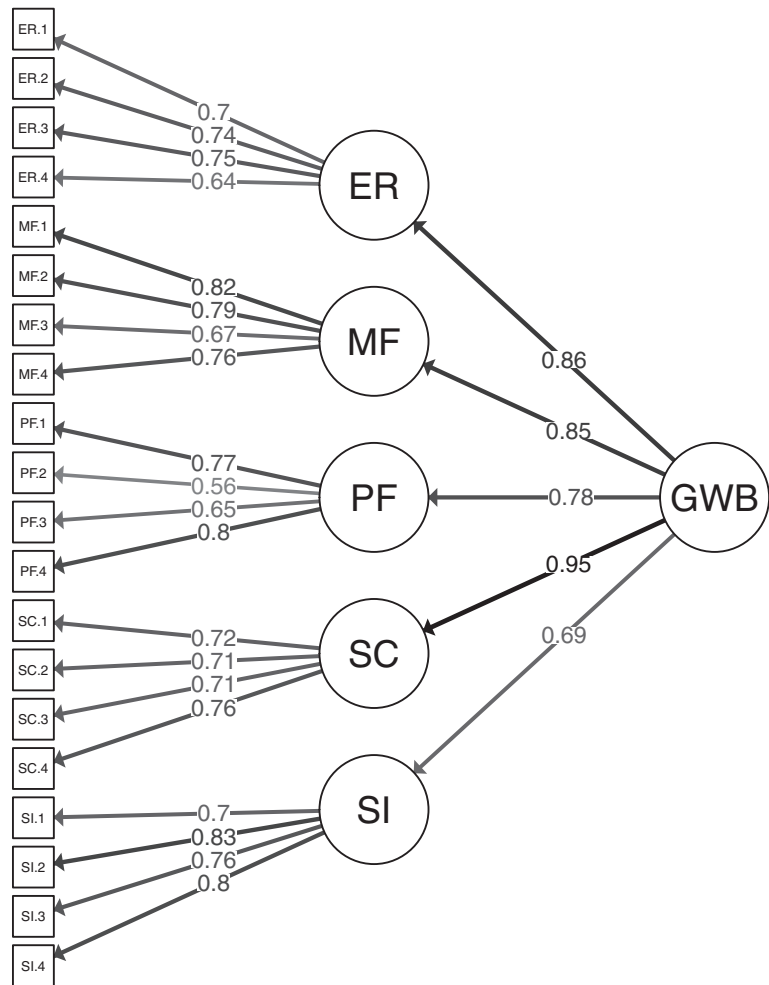 ER.1
ER.2
ER.3
ER.4
MF.1
MF.2
MF.3
MF.4
PF.1
PF.2
PF.3
PF.4
SC.1
SC.2
SC.3
SC.4
SI.1
SI.2
SI.3
SI.4
0.7
0.74
0.75
0.64
0.82
0.79
0.67
0.76
0.77
0.56
0.65
0.8
0.72
0.71
0.71
0.76
0.7
0.83
0.76
0.8
ER
MF
PF
SC
SI
0.86
0.85
0.78
0.95
0.69
GWB